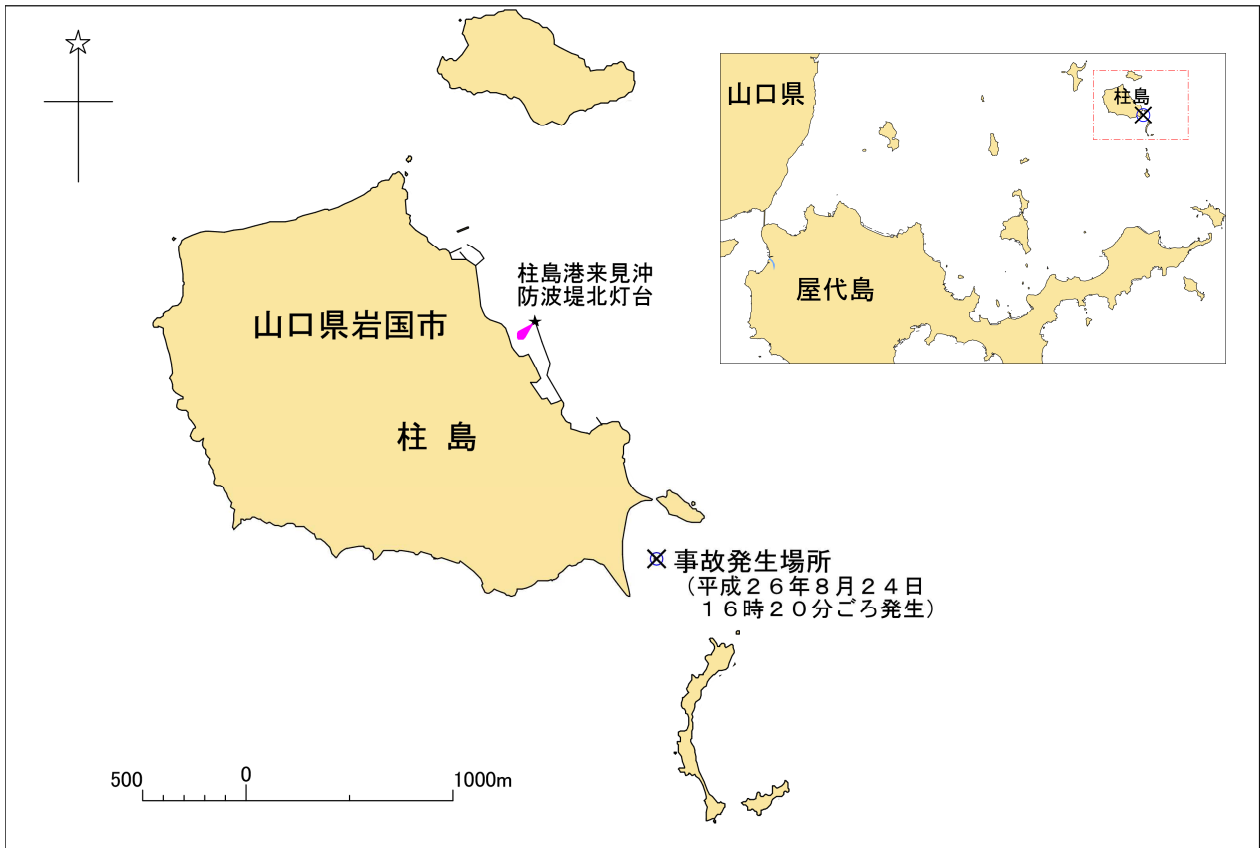 山口県
柱島
屋代島
柱島港来見沖
防波堤北灯台
山口県岩国市
柱 島
事故発生場所
（平成２６年８月２４日
１６時２０分ごろ発生）
500 0 1000m